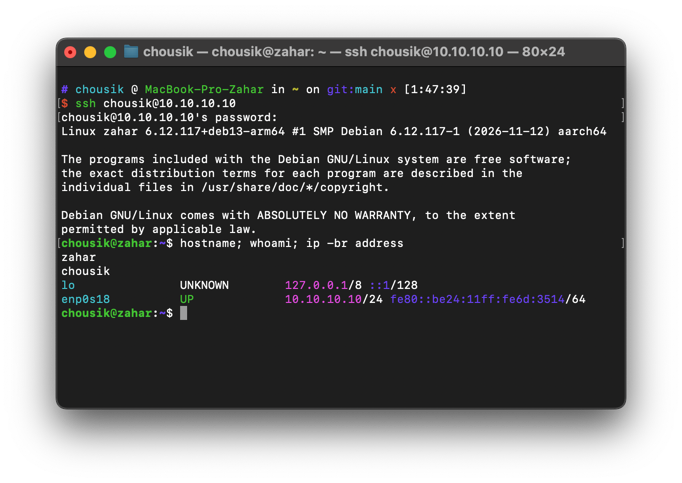 chousik — chousik@zahar: ~ — ssh chousik@10.10.10.10 — 80×24
# chousik @ MacBook-Pro-Zahar in ~ on git:main x [1:47:39]
[$ ssh chousik@10.10.10.10 ]
[chousik@10.10.10.10's password: ]
Linux zahar 6.12.117+deb13-arm64 #1 SMP Debian 6.12.117-1 (2026-11-12) aarch64
The programs included with the Debian GNU/Linux system are free software;
the exact distribution terms for each program are described in the
individual files in /usr/share/doc/*/copyright.
Debian GNU/Linux comes with ABSOLUTELY NO WARRANTY, to the extent
permitted by applicable law.
[chousik@zahar:~$ hostname; whoami; ip -br address ]
zahar
chousik
lo UNKNOWN 127.0.0.1/8 ::1/128
enp0s18 UP 10.10.10.10/24 fe80::be24:11ff:fe6d:3514/64
chousik@zahar:~$